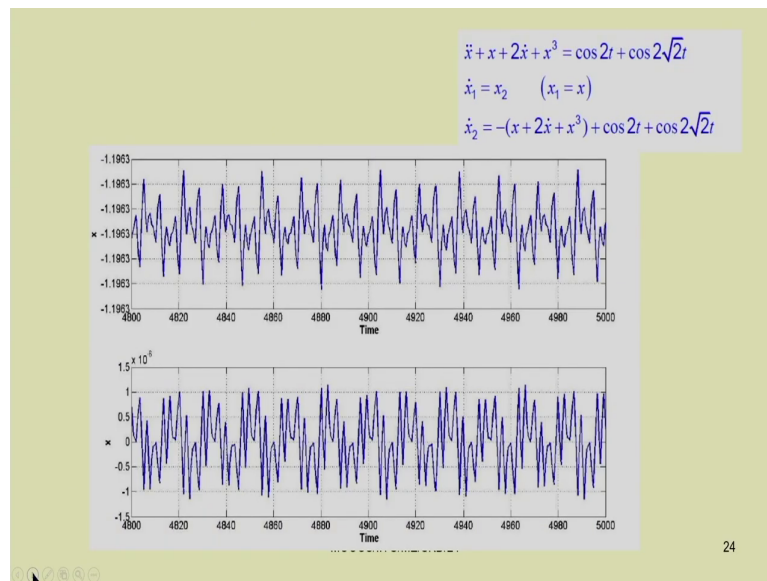 ẍ + x + 2ẋ + x³ = cos 2t + cos 2√2t
ẋ₁ = x₂ (x₁ = x)
ẋ₂ = −(x + 2ẋ + x³) + cos 2t + cos 2√2t
-1.1963
-1.1963
-1.1963
-1.1963
-1.1963
-1.1963
-1.1963
x
4800 4820 4840 4860 4880 4900 4920 4940 4960 4980 5000
Time
x 10⁻⁶
1.5
1
0.5
0
-0.5
-1
-1.5
x
4800 4820 4840 4860 4880 4900 4920 4940 4960 4980 5000
Time
24